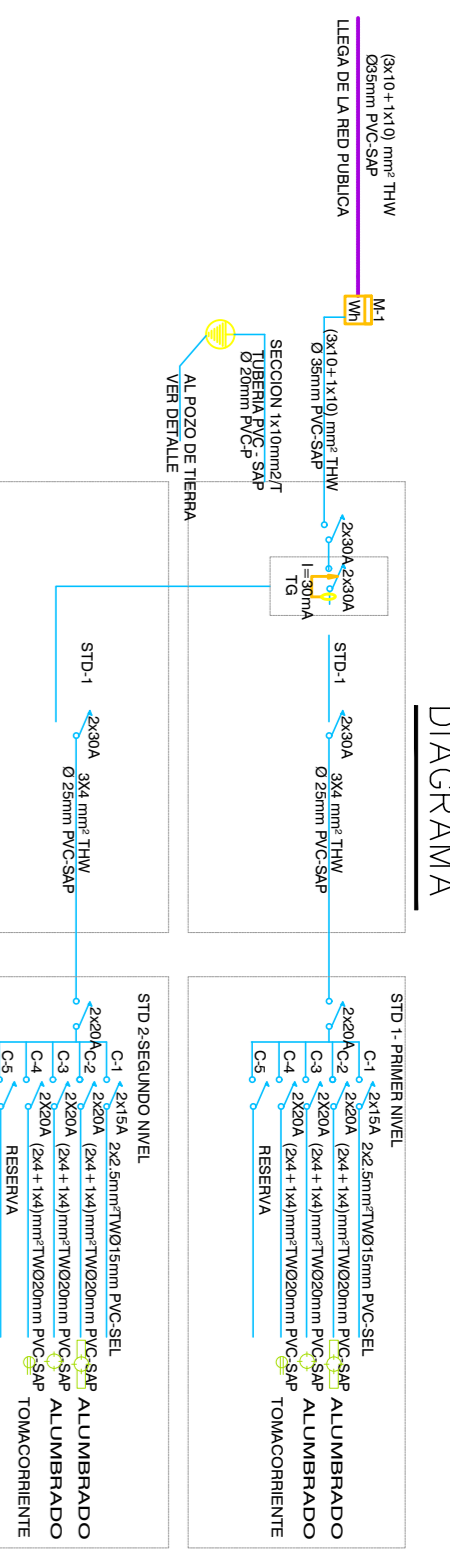 DIAGRAMA
(3x10+1x10) mm² THW
Ø35mm PVC-SAP
LLEGA DE LA RED PUBLICA
M-1
Wh
(3x10+1x10) mm² THW
Ø 35mm PVC-SAP
SECCION 1x10mm2/T
TUBERIA PVC - SAP
Ø 20mm PVC-P
AL POZO DE TIERRA
VER DETALLE
2x30A
2x30A
I=30mA
TG
STD-1
2x30A
3X4 mm² THW
Ø 25mm PVC-SAP
STD 1- PRIMER NIVEL
2x20A
C-1
2x15A
2x2.5mm²TWØ15mm PVC-SEL
C-2
2x20A
(2x4+1x4)mm²TWØ20mm PVC-SAP
ALUMBRADO
C-3
2X20A
(2x4+1x4)mm²TWØ20mm PVC-SAP
ALUMBRADO
C-4
2X20A
(2x4+1x4)mm²TWØ20mm PVC-SAP
TOMACORRIENTE
C-5
RESERVA
STD-1
2x30A
3X4 mm² THW
Ø 25mm PVC-SAP
STD 2-SEGUNDO NIVEL
2x20A
C-1
2x15A
2x2.5mm²TWØ15mm PVC-SEL
C-2
2x20A
(2x4+1x4)mm²TWØ20mm PVC-SAP
ALUMBRADO
C-3
2X20A
(2x4+1x4)mm²TWØ20mm PVC-SAP
ALUMBRADO
C-4
2X20A
(2x4+1x4)mm²TWØ20mm PVC-SAP
TOMACORRIENTE
C-5
RESERVA